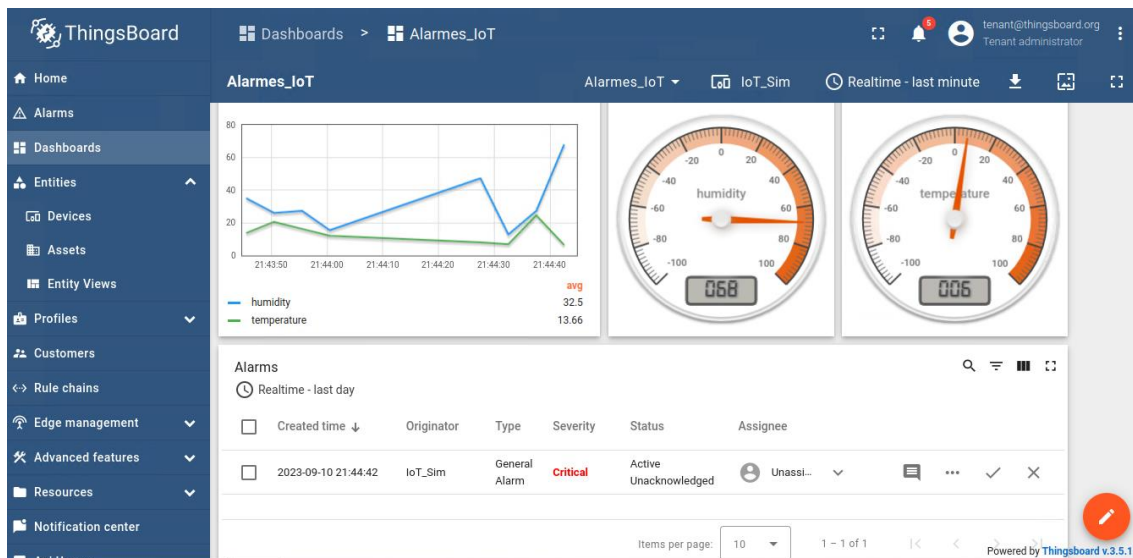 ThingsBoard
Dashboards > Alarmes_IoT
5
tenant@thingsboard.org
Tenant administrator
Home
Alarms
Dashboards
Entities
Devices
Assets
Entity Views
Profiles
Customers
Rule chains
Edge management
Advanced features
Resources
Notification center
Alarmes_IoT
Alarmes_IoT
IoT_Sim
Realtime - last minute
80
60
40
20
0
21:43:50 21:44:00 21:44:10 21:44:20 21:44:30 21:44:40
avg
humidity 32.5
temperature 13.66
humidity
-100 -80 -60 -40 -20 0 20 40 60 80 100
068
temperature
-100 -80 -60 -40 -20 0 20 40 60 80 100
006
Alarms
Realtime - last day
Created time Originator Type Severity Status Assignee
2023-09-10 21:44:42 IoT_Sim General Alarm Critical Active Unacknowledged Unassi...
Items per page: 10 1 – 1 of 1
Powered by Thingsboard v.3.5.1